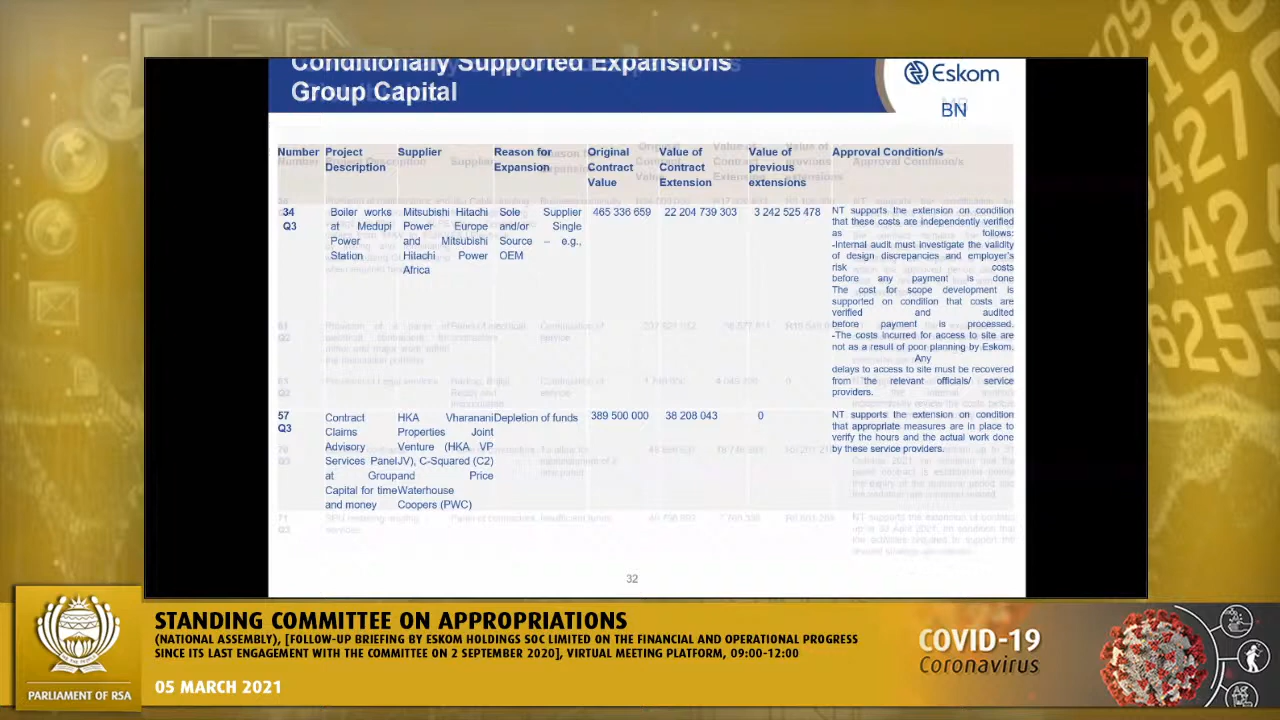 Conditionally Supported Expansions
Group Capital
Eskom
BN
Number Project Description Supplier Reason for Expansion Original Contract Value Value of Contract Extension Value of previous extensions Approval Condition/s
34
Q3
Boiler works
at Medupi
Power
Station
Mitsubishi Hitachi
Power Europe
and Mitsubishi
Hitachi Power
Africa
Sole Supplier
and/or Single
Source – e.g.,
OEM
465 336 659
22 204 739 303
3 242 525 478
NT supports the extension on condition
that these costs are independently verified
as follows:
-Internal audit must investigate the validity
of design discrepancies and employer's
risk costs
before any payment is done
The cost for scope development is
supported on condition that costs are
verified and audited
before payment is processed.
-The costs incurred for access to site are
not as a result of poor planning by Eskom.
Any
delays to access to site must be recovered
from the relevant officials/ service
providers.
57
Q3
Contract
Claims
Advisory
Services Panel
at Group
Capital for time
and money
HKA Vharanani
Properties Joint
Venture (HKA VP
JV), C-Squared (C2)
and Price
Waterhouse
Coopers (PWC)
Depletion of funds
389 500 000
38 208 043
0
NT supports the extension on condition
that appropriate measures are in place to
verify the hours and the actual work done
by these service providers.
32
PARLIAMENT OF RSA
STANDING COMMITTEE ON APPROPRIATIONS
(NATIONAL ASSEMBLY), [FOLLOW-UP BRIEFING BY ESKOM HOLDINGS SOC LIMITED ON THE FINANCIAL AND OPERATIONAL PROGRESS
SINCE ITS LAST ENGAGEMENT WITH THE COMMITTEE ON 2 SEPTEMBER 2020], VIRTUAL MEETING PLATFORM, 09:00-12:00
05 MARCH 2021
COVID-19
Coronavirus